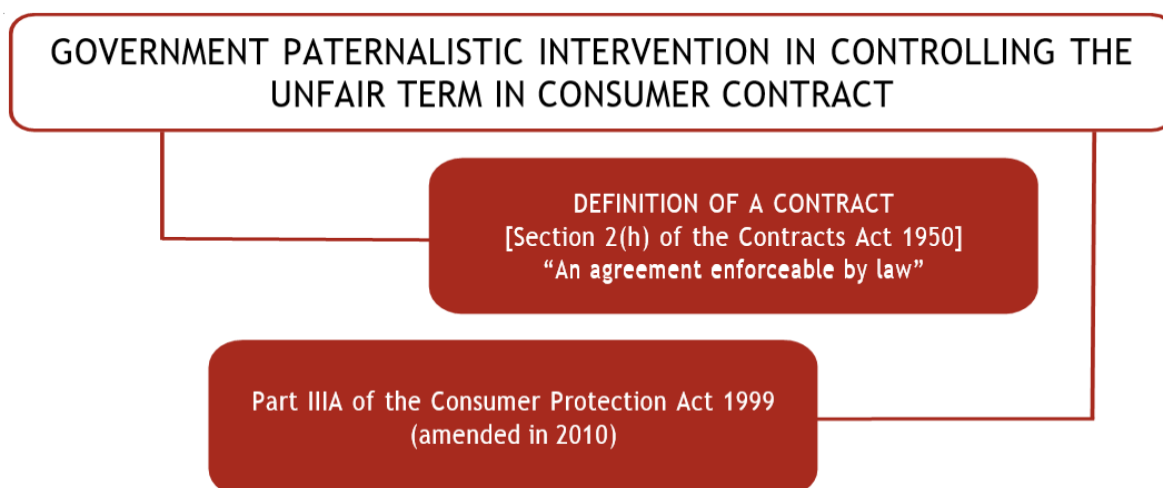 GOVERNMENT PATERNALISTIC INTERVENTION IN CONTROLLING THE
UNFAIR TERM IN CONSUMER CONTRACT
DEFINITION OF A CONTRACT
[Section 2(h) of the Contracts Act 1950]
“An agreement enforceable by law”
Part IIIA of the Consumer Protection Act 1999
(amended in 2010)